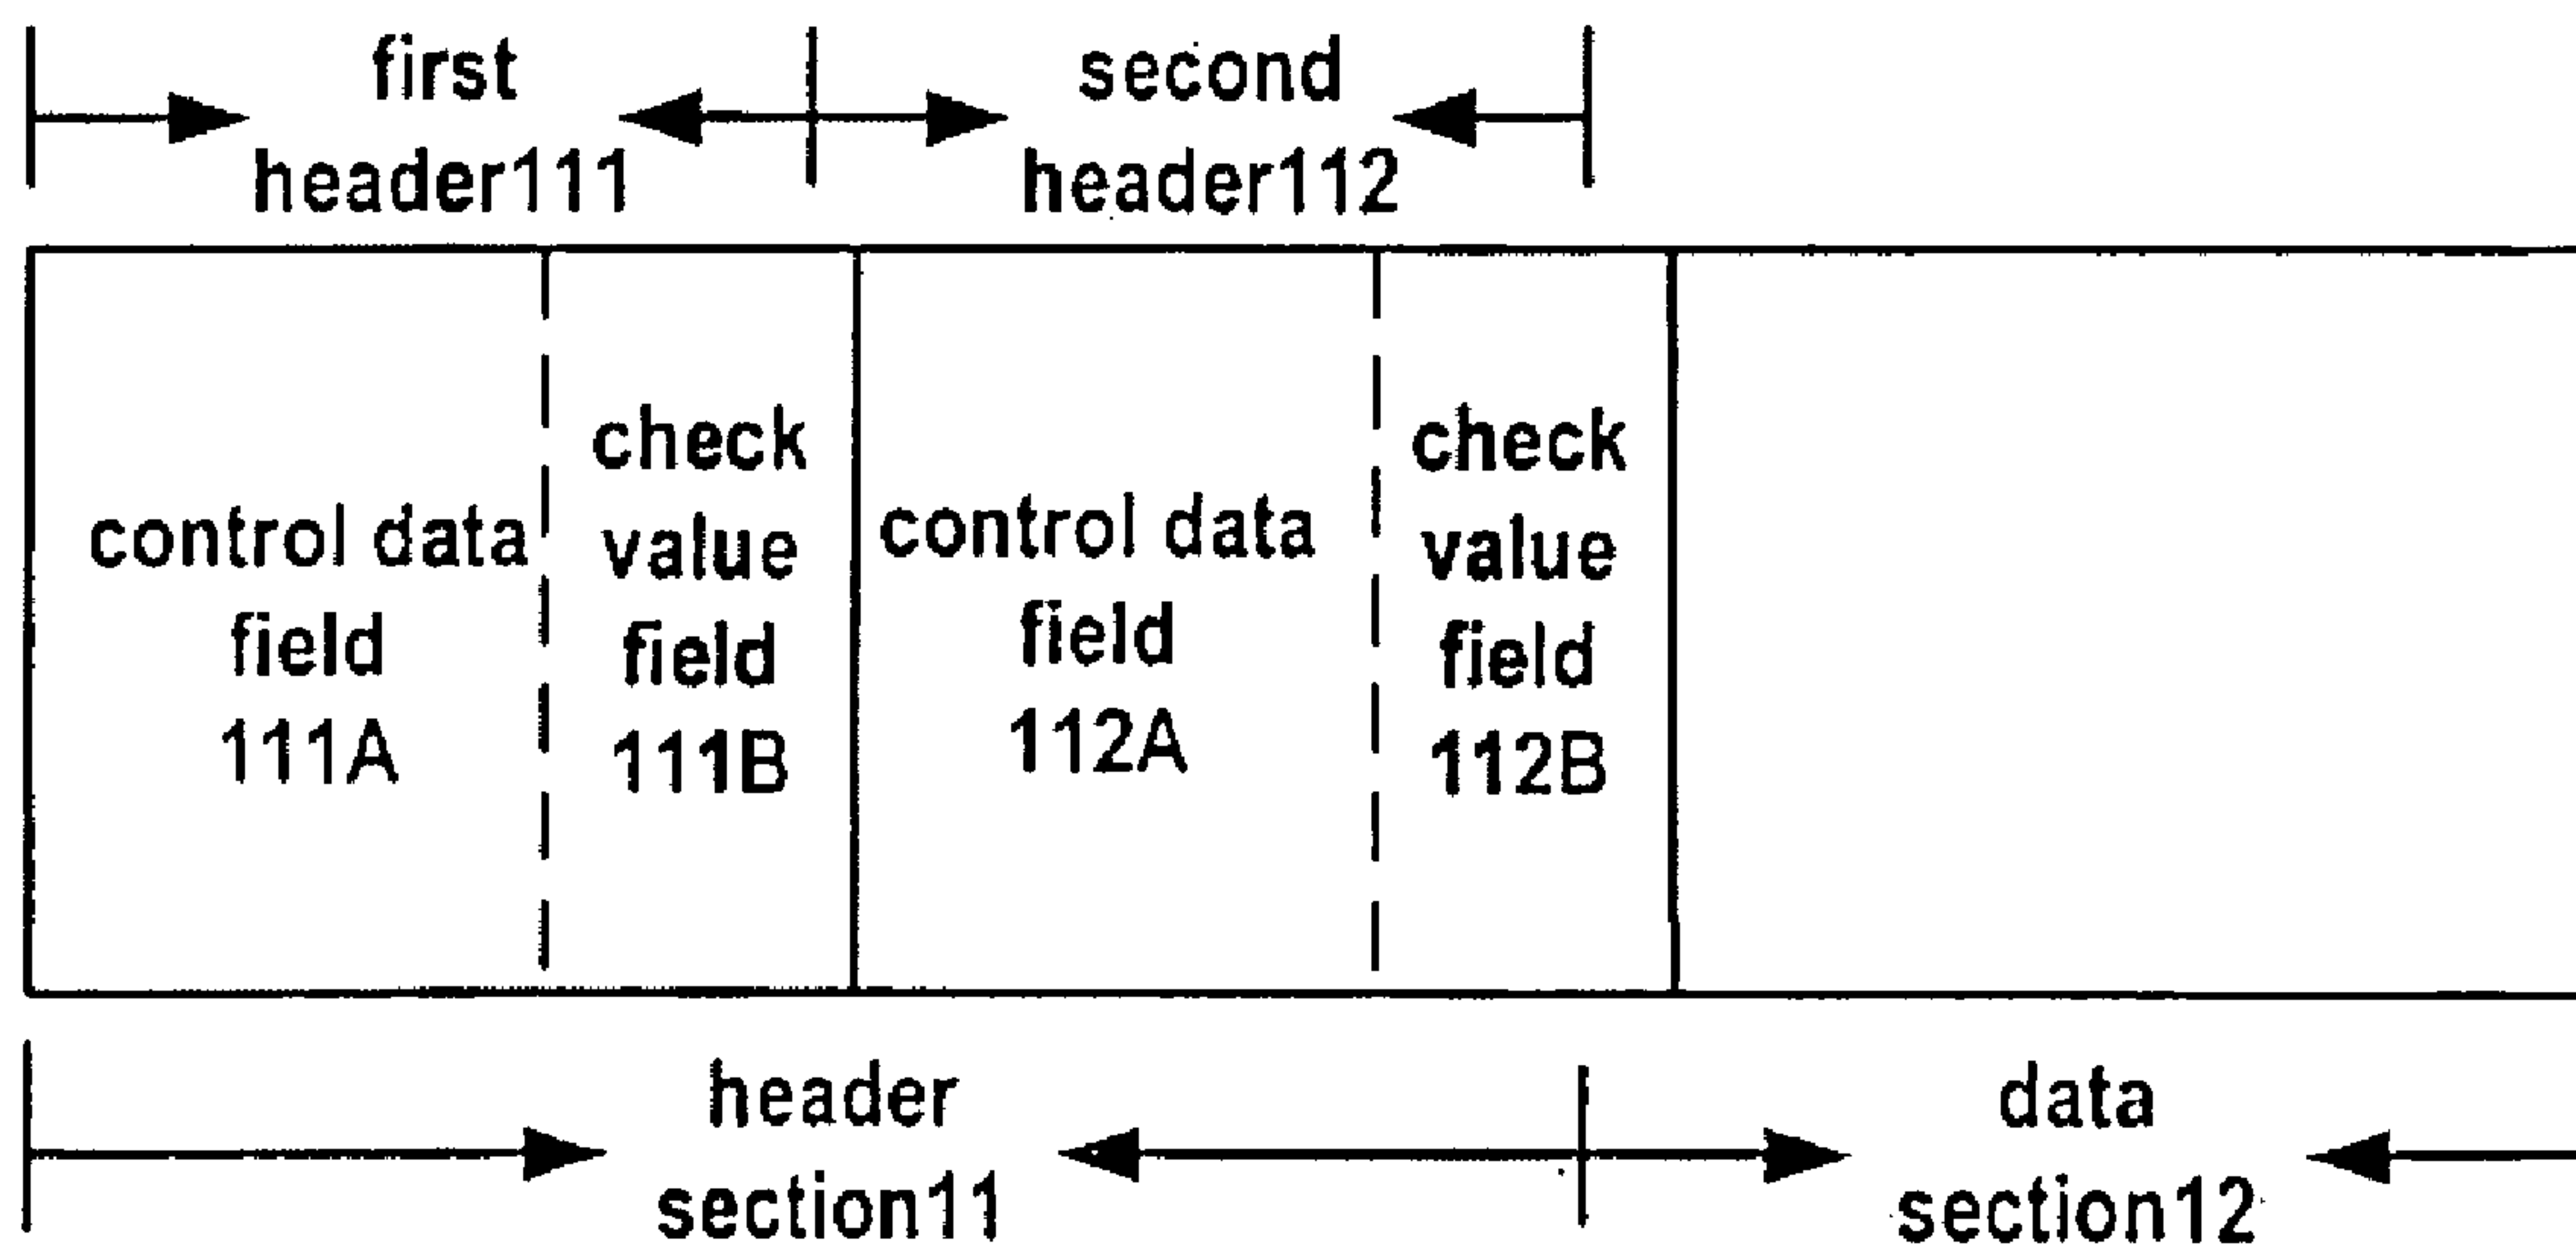 first
header111
second
header112
control data
field
111A
check
value
field
111B
control data
field
112A
check
value
field
112B
header
section11
data
section12